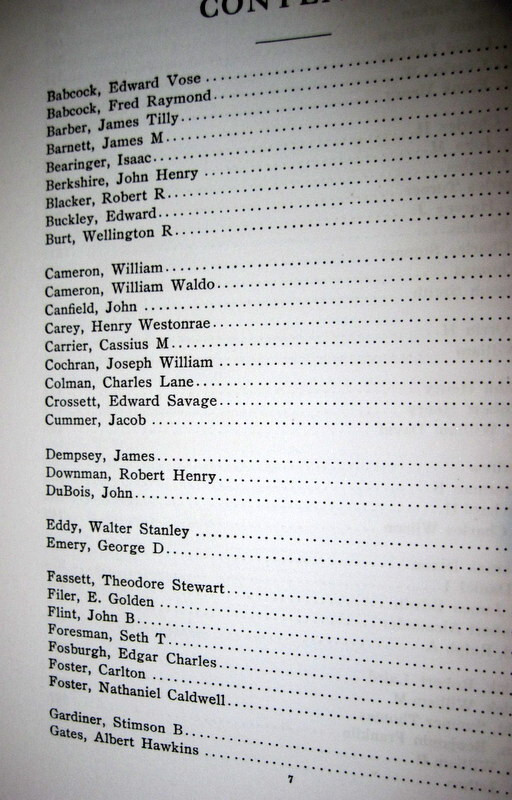 Babcock, Edward Vose
Babcock, Fred Raymond
Barber, James Tilly
Barnett, James M
Bearinger, Isaac
Berkshire, John Henry
Blacker, Robert R
Buckley, Edward
Burt, Wellington R
Cameron, William
Cameron, William Waldo
Canfield, John
Carey, Henry Westonrae
Carrier, Cassius M
Cochran, Joseph William
Colman, Charles Lane
Crossett, Edward Savage
Cummer, Jacob
Dempsey, James
Downman, Robert Henry
DuBois, John
Eddy, Walter Stanley
Emery, George D
Fassett, Theodore Stewart
Filer, E. Golden
Flint, John B
Foresman, Seth T
Fosburgh, Edgar Charles
Foster, Carlton
Foster, Nathaniel Caldwell
Gardiner, Stimson B
Gates, Albert Hawkins
7